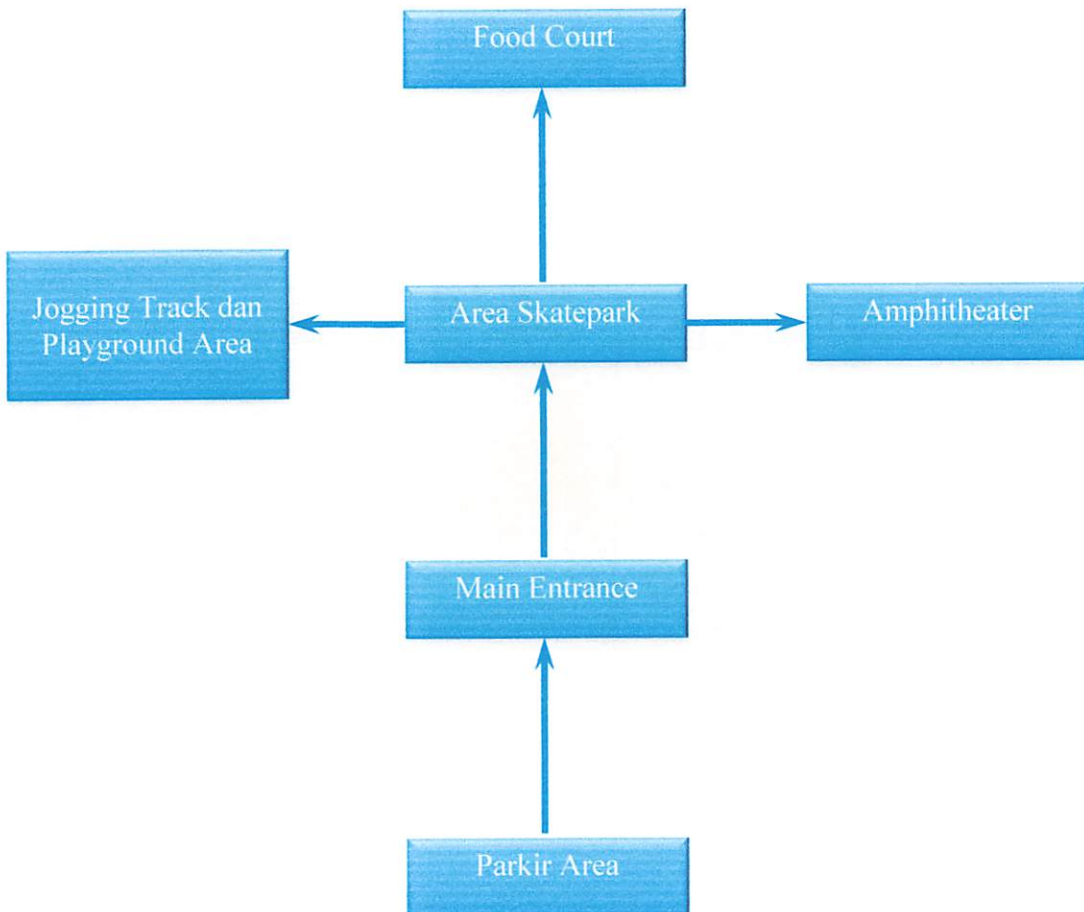 Food Court
Jogging Track dan
Playground Area
Area Skatepark
Amphitheater
Main Entrance
Parkir Area